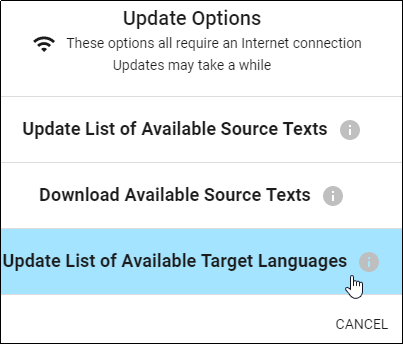 Update Options
These options all require an Internet connection
Updates may take a while
Update List of Available Source Texts
Download Available Source Texts
Update List of Available Target Languages
CANCEL